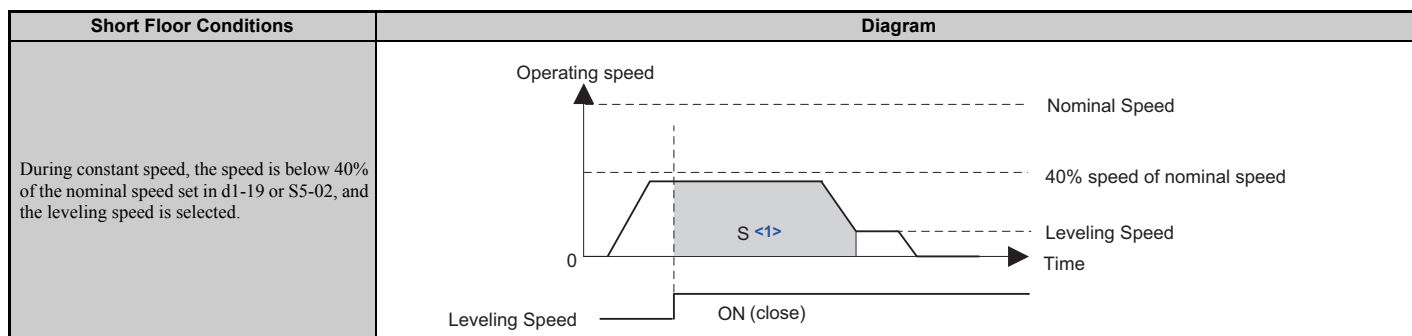 Short Floor Conditions
Diagram
During constant speed, the speed is below 40%
of the nominal speed set in d1-19 or S5-02, and
the leveling speed is selected.
Operating speed
Nominal Speed
40% speed of nominal speed
S <1>
Leveling Speed
0
Time
Leveling Speed
ON (close)